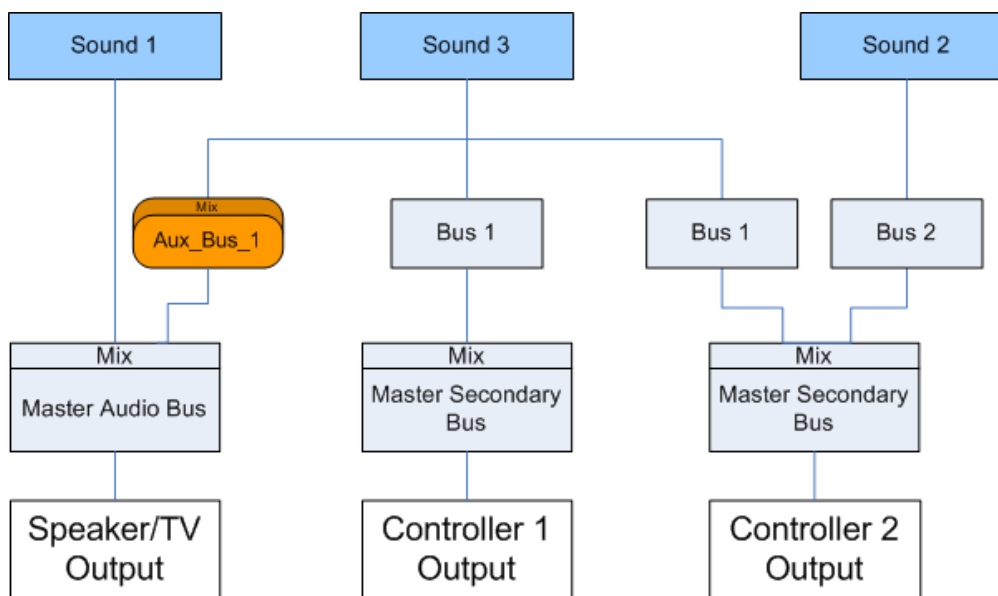 Sound 1
Sound 3
Sound 2
Mix
Aux_Bus_1
Bus 1
Bus 1
Bus 2
Mix
Master Audio Bus
Mix
Master Secondary
Bus
Mix
Master Secondary
Bus
Speaker/TV
Output
Controller 1
Output
Controller 2
Output